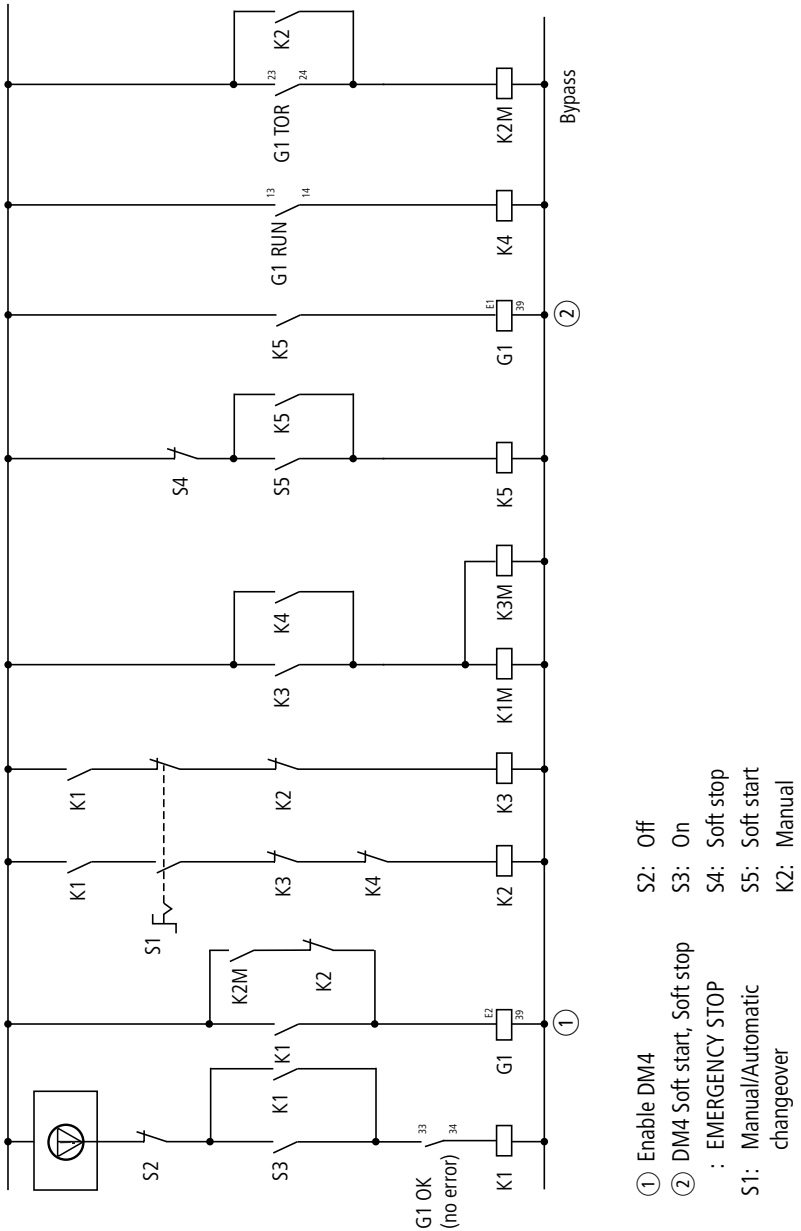 K2
23
24
G1 TOR
K2M
Bypass
13
14
G1 RUN
K4
K5
E1
39
G1
②
S4
K5
S5
K5
K4
K3
K3M
K1M
K1
K2
K3
K1
S1
K3
K4
K2
K2M
K2
K1
E2
39
G1
①
S2
K1
S3
33
34
G1 OK
(no error)
K1
① Enable DM4
② DM4 Soft start, Soft stop
: EMERGENCY STOP
S1: Manual/Automatic
changeover
S2: Off
S3: On
S4: Soft stop
S5: Soft start
K2: Manual